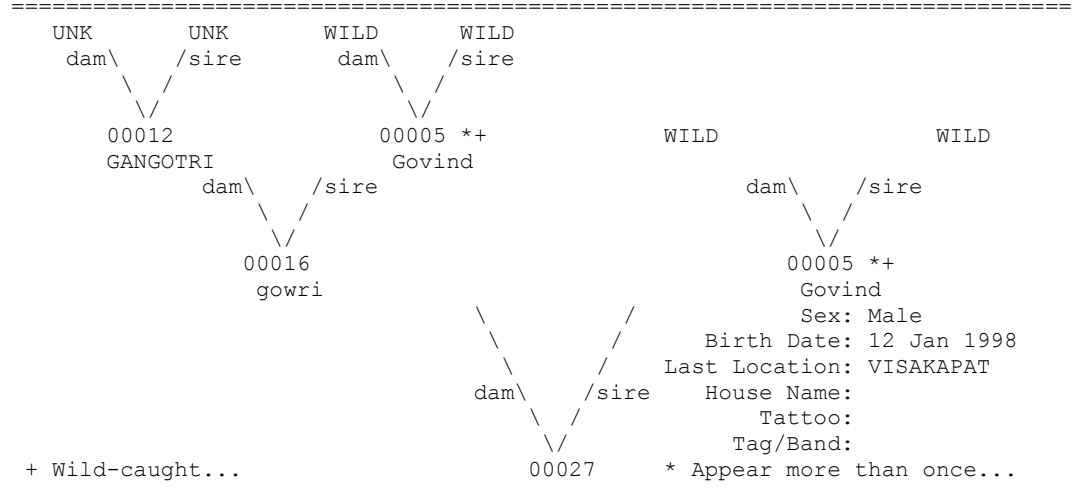 ==============================================================================
   UNK       UNK       WILD      WILD
    dam\    /sire       dam\    /sire
        \  /                \  /
         \/                  \/
       00012               00005 *+              WILD                WILD
       GANGOTRI             Govind
              dam\    /sire                            dam\    /sire
                  \  /                                     \  /
                   \/                                       \/
                 00016                                   00005 *+
                  gowri                                   Govind
                                  \          /            Sex: Male
                                   \        /      Birth Date: 12 Jan 1998
                                    \      /    Last Location: VISAKAPAT
                                  dam\    /sire    House Name:
                                      \  /             Tattoo:
                                       \/            Tag/Band:
 + Wild-caught...                     00027     * Appear more than once...